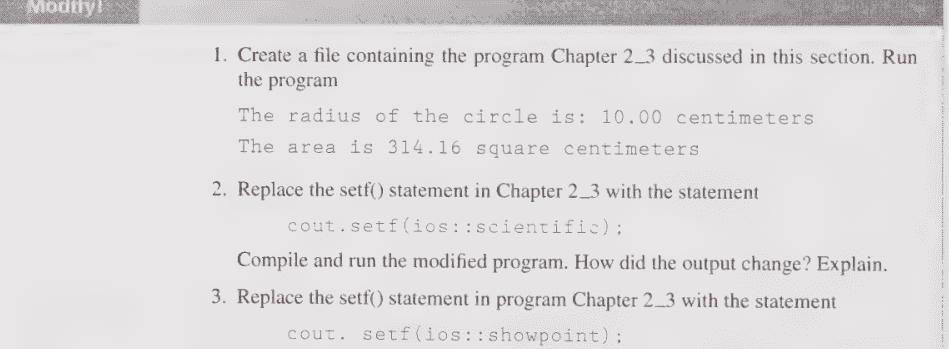 Modify!
1. Create a file containing the program Chapter 2_3 discussed in this section. Run
the program
The radius of the circle is: 10.00 centimeters
The area is 314.16 square centimeters
2. Replace the setf() statement in Chapter 2_3 with the statement
cout.setf(ios::scientific);
Compile and run the modified program. How did the output change? Explain.
3. Replace the setf() statement in program Chapter 2_3 with the statement
cout. setf(ios::showpoint);